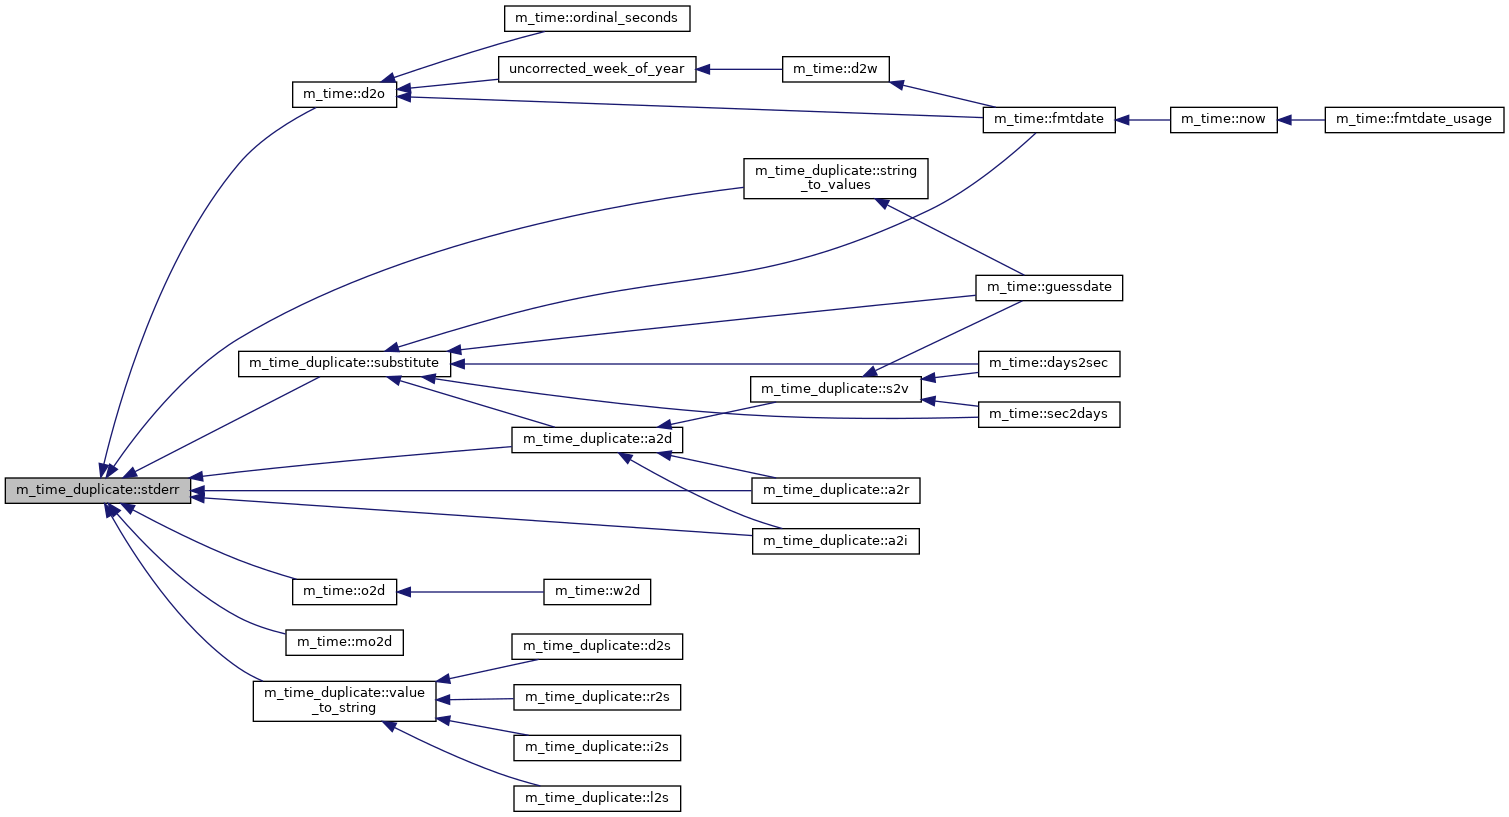 m_time::ordinal_seconds
uncorrected_week_of_year
m_time::d2w
m_time::d2o
m_time::fmtdate
m_time::now
m_time::fmtdate_usage
m_time_duplicate::string
_to_values
m_time::guessdate
m_time_duplicate::substitute
m_time::days2sec
m_time_duplicate::s2v
m_time::sec2days
m_time_duplicate::a2d
m_time_duplicate::stderr
m_time_duplicate::a2r
m_time_duplicate::a2i
m_time::o2d
m_time::w2d
m_time::mo2d
m_time_duplicate::d2s
m_time_duplicate::value
_to_string
m_time_duplicate::r2s
m_time_duplicate::i2s
m_time_duplicate::l2s